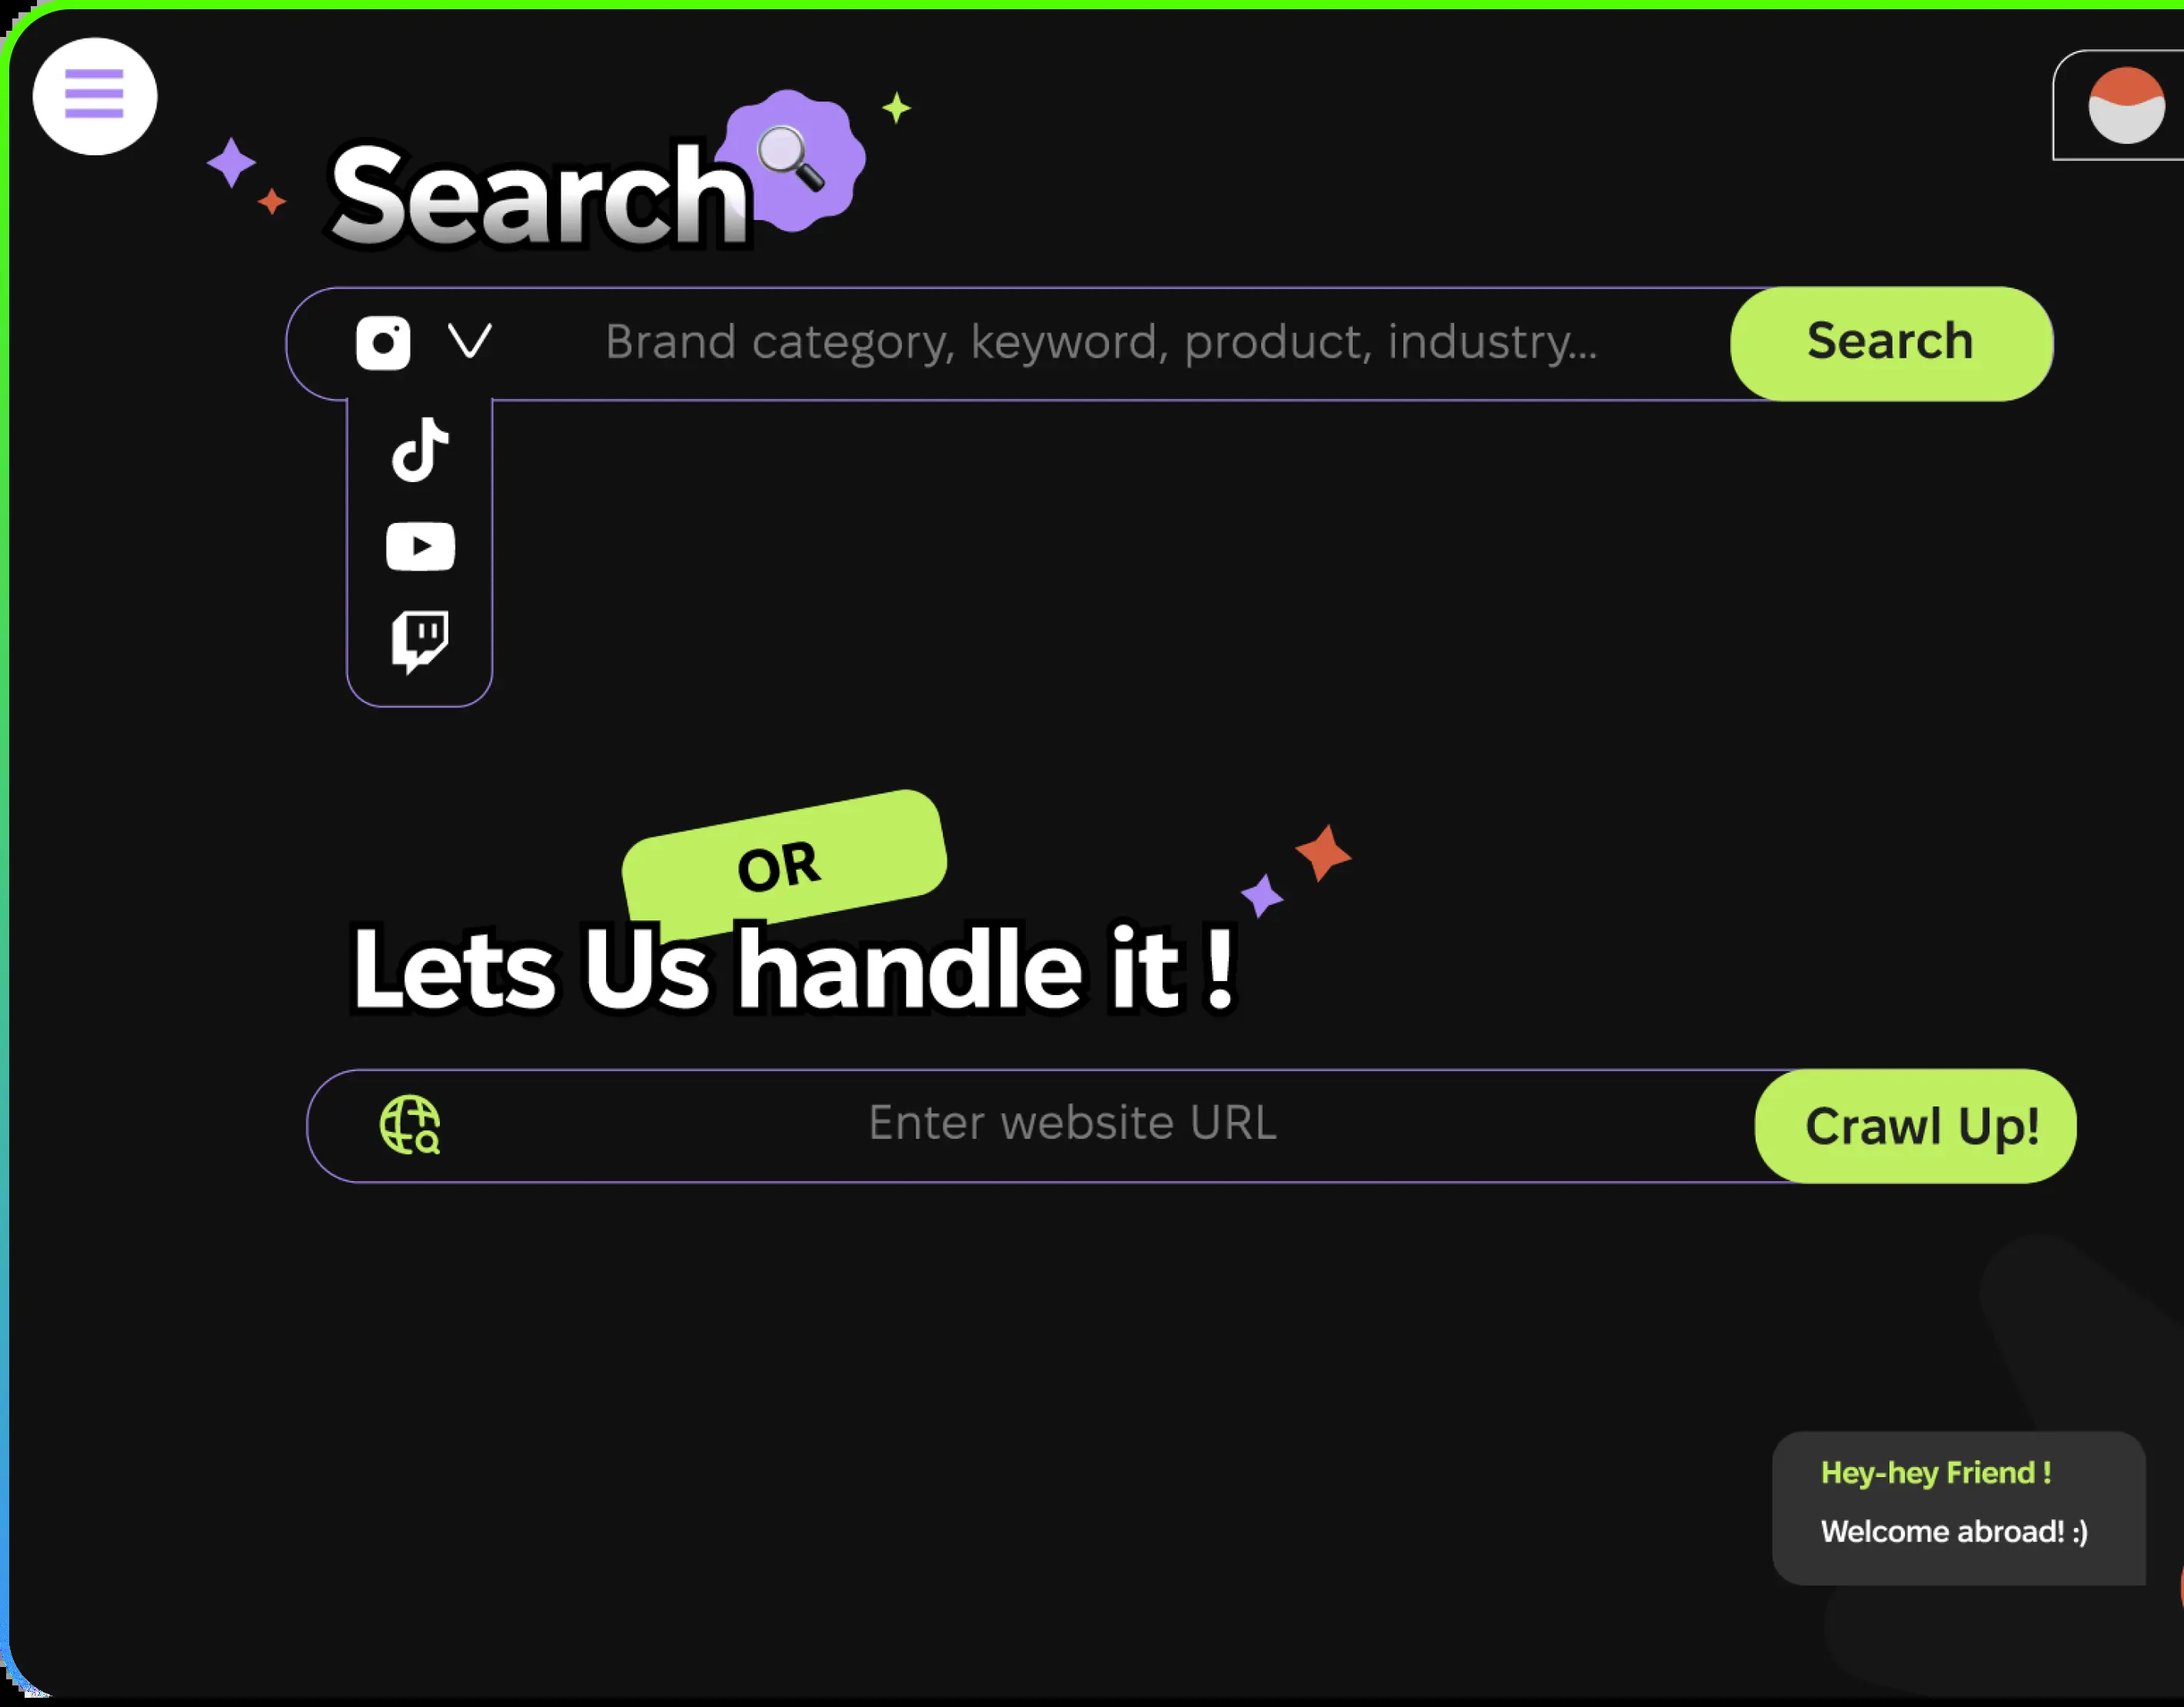 Search
Brand category, keyword, product, industry...
Search
OR
Lets Us handle it !
Enter website URL
Crawl Up!
Hey-hey Friend !
Welcome abroad! :)